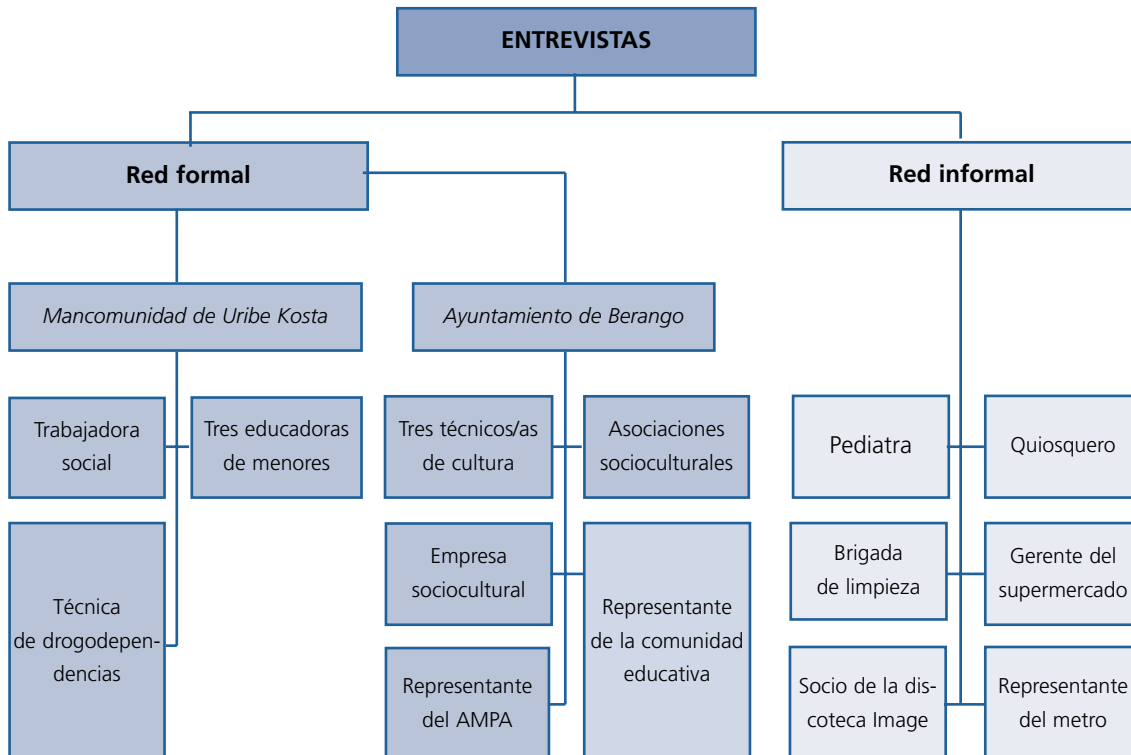 ENTREVISTAS
Red formal
Red informal
Mancomunidad de Uribe Kosta
Ayuntamiento de Berango
Trabajadora
social
Tres educadoras
de menores
Tres técnicos/as
de cultura
Asociaciones
socioculturales
Pediatra
Quiosquero
Técnica
de drogodepen-
dencias
Empresa
sociocultural
Representante
de la comunidad
educativa
Brigada
de limpieza
Gerente del
supermercado
Representante
del AMPA
Socio de la dis-
coteca Image
Representante
del metro